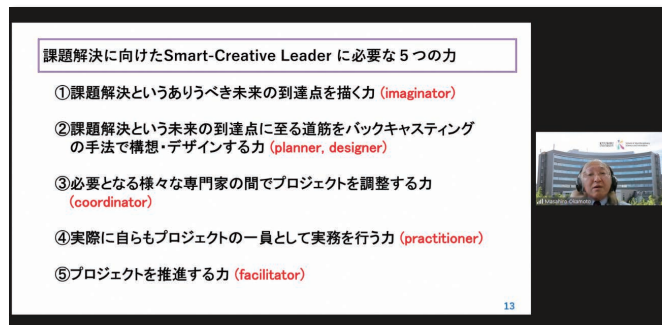 課題解決に向けたSmart-Creative Leader に必要な５つの力
①課題解決というありうべき未来の到達点を描く力 (imaginator)
②課題解決という未来の到達点に至る道筋をバックキャスティング
の手法で構想・デザインする力 (planner, designer)
③必要となる様々な専門家の間でプロジェクトを調整する力
(coordinator)
④実際に自らもプロジェクトの一員として実務を行う力 (practitioner)
⑤プロジェクトを推進する力 (facilitator)
13
Masahiro Okamoto